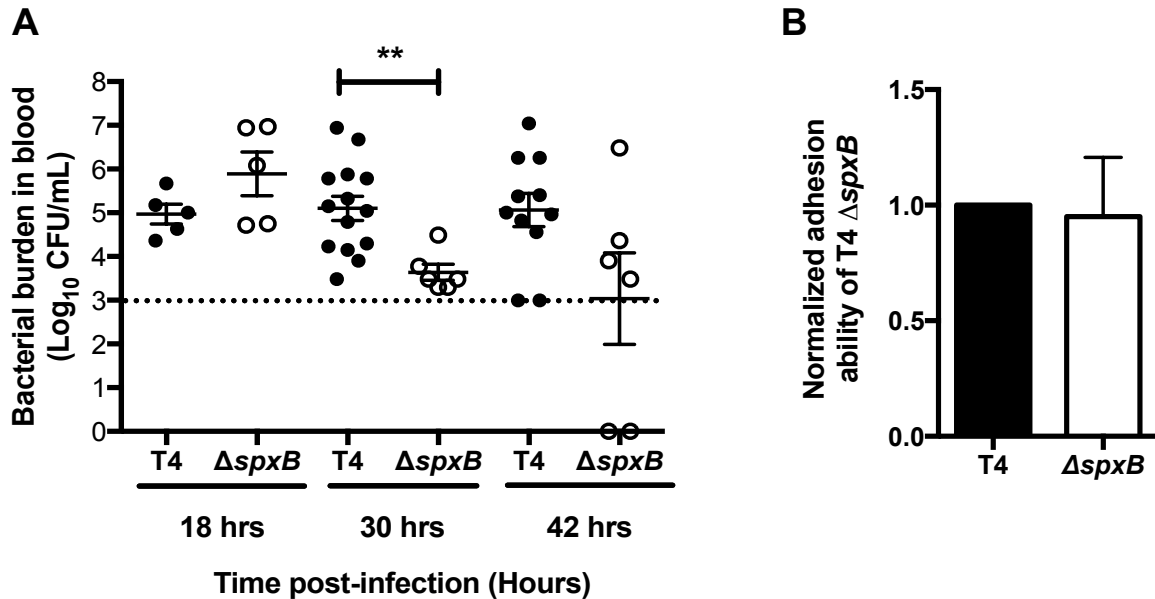 A
**
Bacterial burden in blood
(Log10 CFU/mL)
8
7
6
5
4
3
2
1
0
T4 ΔspxB T4 ΔspxB T4 ΔspxB
18 hrs 30 hrs 42 hrs
Time post-infection (Hours)
B
Normalized adhesion
ability of T4 ΔspxB
1.5
1.0
0.5
0.0
T4 ΔspxB